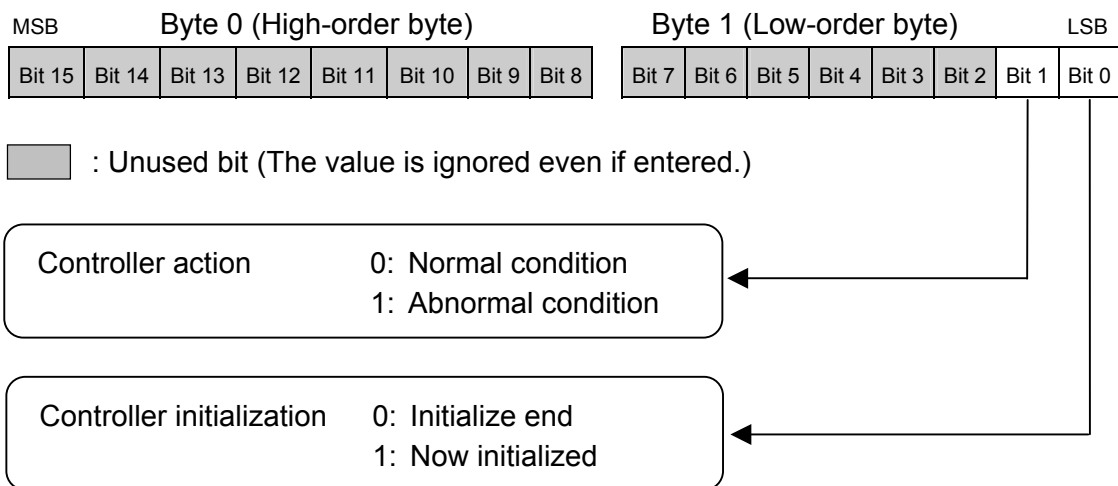 MSB Byte 0 (High-order byte) Byte 1 (Low-order byte) LSB
Bit 15 Bit 14 Bit 13 Bit 12 Bit 11 Bit 10 Bit 9 Bit 8 Bit 7 Bit 6 Bit 5 Bit 4 Bit 3 Bit 2 Bit 1 Bit 0
: Unused bit (The value is ignored even if entered.)
Controller action 0: Normal condition
1: Abnormal condition
Controller initialization 0: Initialize end
1: Now initialized